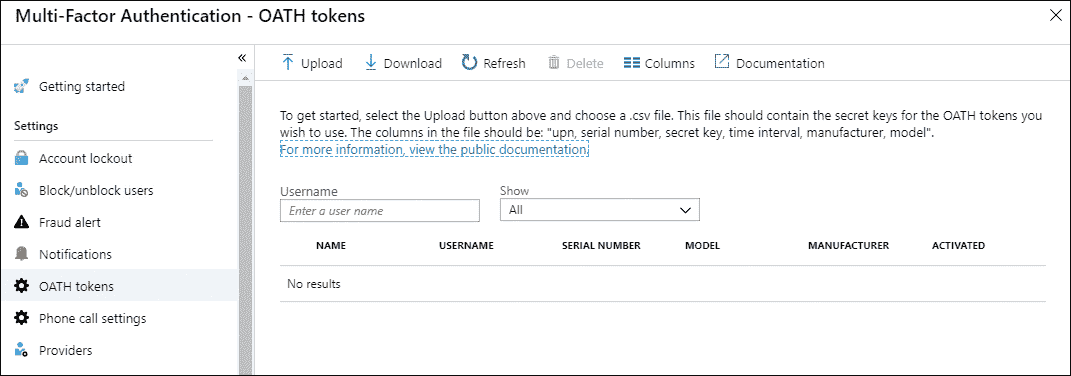 Multi-Factor Authentication - OATH tokens
Getting started
Settings
Account lockout
Block/unblock users
Fraud alert
Notifications
OATH tokens
Phone call settings
Providers
Upload Download Refresh Delete Columns Documentation
To get started, select the Upload button above and choose a .csv file. This file should contain the secret keys for the OATH tokens you
wish to use. The columns in the file should be: "upn, serial number, secret key, time interval, manufacturer, model".
For more information, view the public documentation.
Username Show
Enter a user name All
NAME USERNAME SERIAL NUMBER MODEL MANUFACTURER ACTIVATED
No results